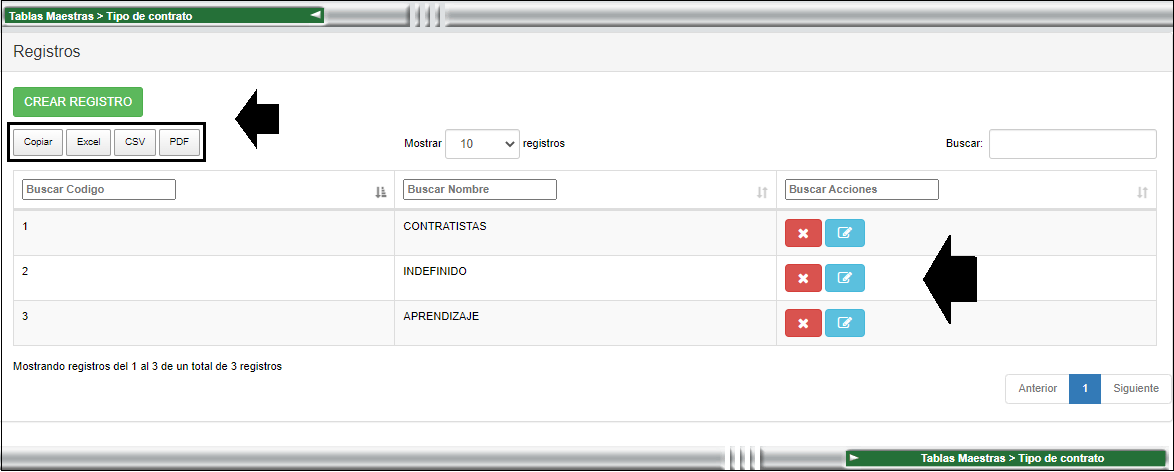 Tablas Maestras > Tipo de contrato
Registros
CREAR REGISTRO
Copiar Excel CSV PDF Mostrar 10 registros Buscar:
Buscar Codigo Buscar Nombre Buscar Acciones
1 CONTRATISTAS
2 INDEFINIDO
3 APRENDIZAJE
Mostrando registros del 1 al 3 de un total de 3 registros
Anterior 1 Siguiente
Tablas Maestras > Tipo de contrato